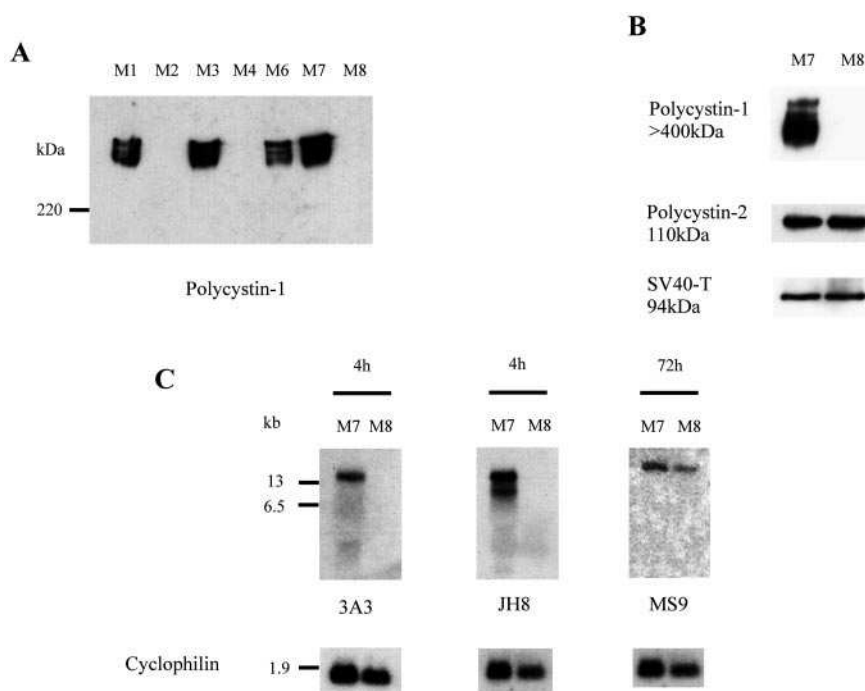 A
M1 M2 M3 M4 M6 M7 M8
kDa
220
Polycystin-1
B
M7 M8
Polycystin-1
>400kDa
Polycystin-2
110kDa
SV40-T
94kDa
C
4h 4h 72h
kb M7 M8 M7 M8 M7 M8
13
6.5
3A3 JH8 MS9
Cyclophilin 1.9